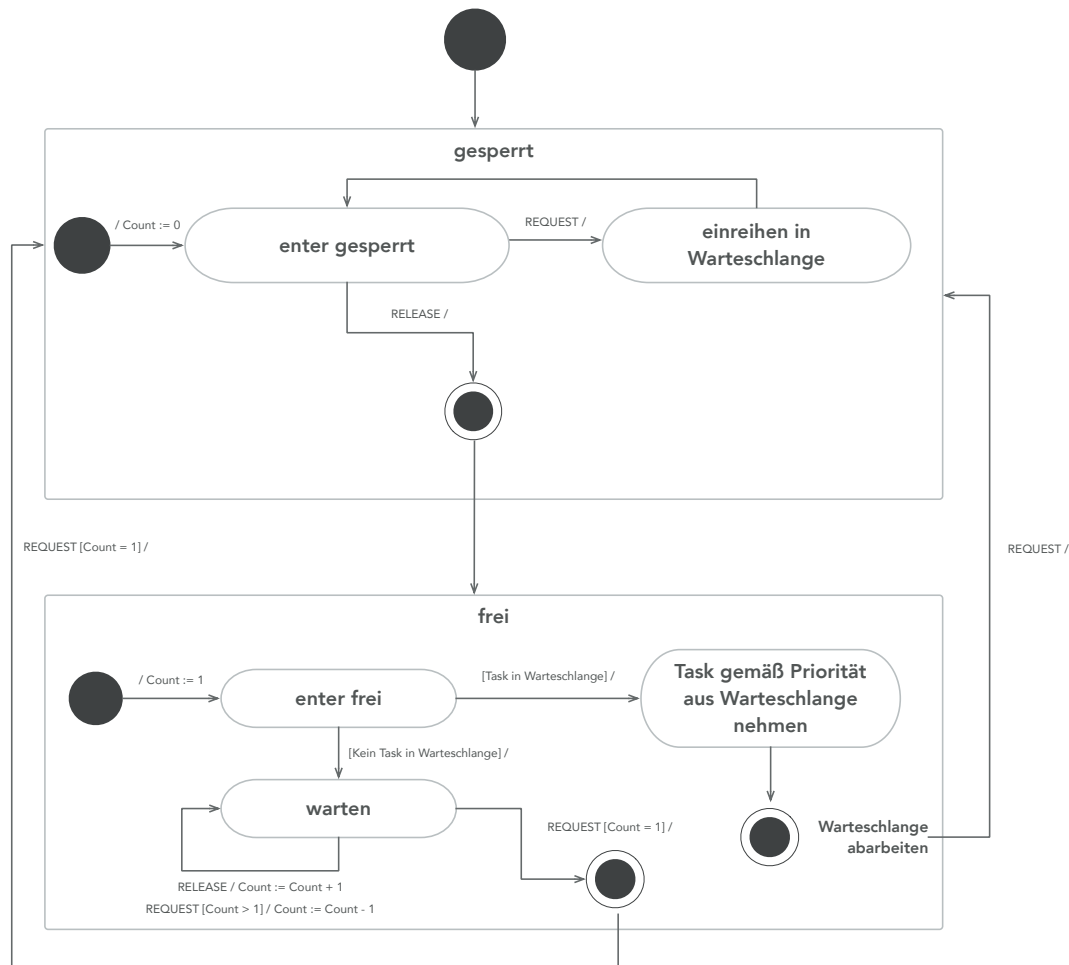 gesperrt
/ Count := 0
enter gesperrt
REQUEST /
einreihen in
Warteschlange
RELEASE /
REQUEST [Count = 1] /
REQUEST /
frei
/ Count := 1
enter frei
[Task in Warteschlange] /
Task gemäß Priorität
aus Warteschlange
nehmen
[Kein Task in Warteschlange] /
warten
REQUEST [Count = 1] /
Warteschlange
abarbeiten
RELEASE / Count := Count + 1
REQUEST [Count > 1] / Count := Count - 1